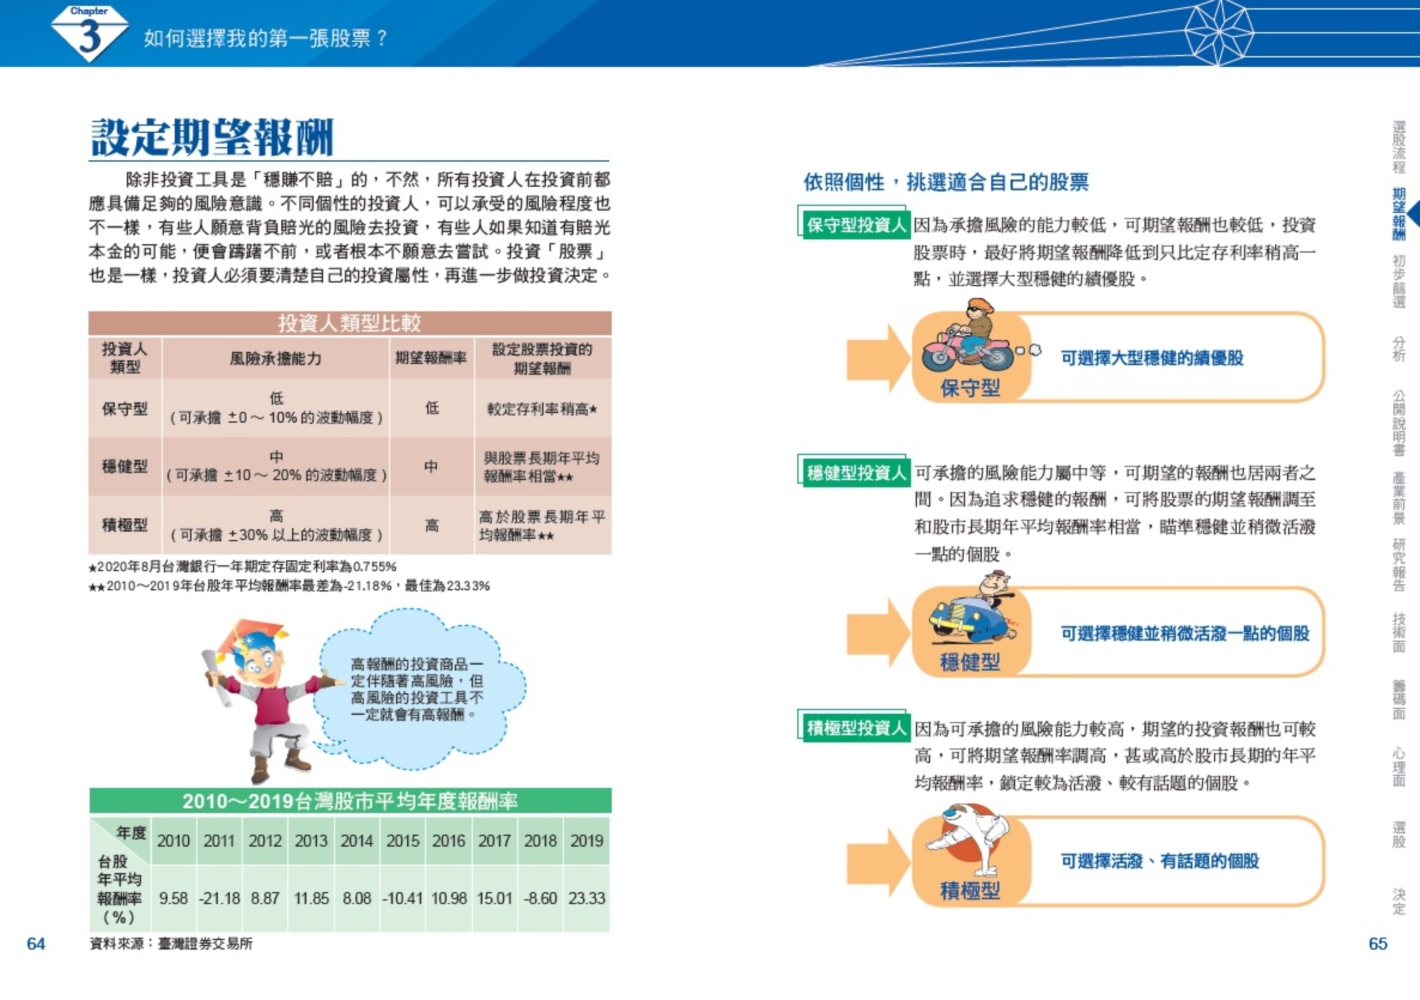 Chapter
3
如何選擇我的第一張股票？
設定期望報酬
除非投資工具是「穩賺不賠」的，不然，所有投資人在投資前都
應具備足夠的風險意識。不同個性的投資人，可以承受的風險程度也
不一樣，有些人願意背負賠光的風險去投資，有些人如果知道有賠光
本金的可能，便會躊躇不前，或者根本不願意去嘗試。投資「股票」
也是一樣，投資人必須要清楚自己的投資屬性，再進一步做投資決定。
投資人類型比較
投資人
類型
風險承擔能力
期望報酬率
設定股票投資的
期望報酬
保守型
低
（可承擔 ±0～10%的波動幅度）
低
較定存利率稍高★
穩健型
中
（可承擔 ±10～20%的波動幅度）
中
與股票長期年平均
報酬率相當★★
積極型
高
（可承擔 ±30%以上的波動幅度）
高
高於股票長期年平
均報酬率★★
★2020年8月台灣銀行一年期定存固定利率為0.755%
★★2010～2019年台股年平均報酬率最差為-21.18%，最佳為23.33%
高報酬的投資商品一
定伴隨著高風險，但
高風險的投資工具不
一定就會有高報酬。
2010～2019台灣股市平均年度報酬率
年度
2010 2011 2012 2013 2014 2015 2016 2017 2018 2019
台股
年平均
報酬率
（%）
9.58 -21.18 8.87 11.85 8.08 -10.41 10.98 15.01 -8.60 23.33
資料來源：臺灣證券交易所
64
依照個性，挑選適合自己的股票
保守型投資人 因為承擔風險的能力較低，可期望報酬也較低，投資
股票時，最好將期望報酬降低到只比定存利率稍高一
點，並選擇大型穩健的績優股。
保守型
可選擇大型穩健的績優股
穩健型投資人 可承擔的風險能力屬中等，可期望的報酬也居兩者之
間。因為追求穩健的報酬，可將股票的期望報酬調至
和股市長期年平均報酬率相當，瞄準穩健並稍微活潑
一點的個股。
穩健型
可選擇穩健並稍微活潑一點的個股
積極型投資人 因為可承擔的風險能力較高，期望的投資報酬也可較
高，可將期望報酬率調高，甚或高於股市長期的年平
均報酬率，鎖定較為活潑、較有話題的個股。
積極型
可選擇活潑、有話題的個股
選股流程
期望報酬
初步篩選
分析
公開說明書
產業前景
研究報告
技術面
籌碼面
心理面
選股
決定
65